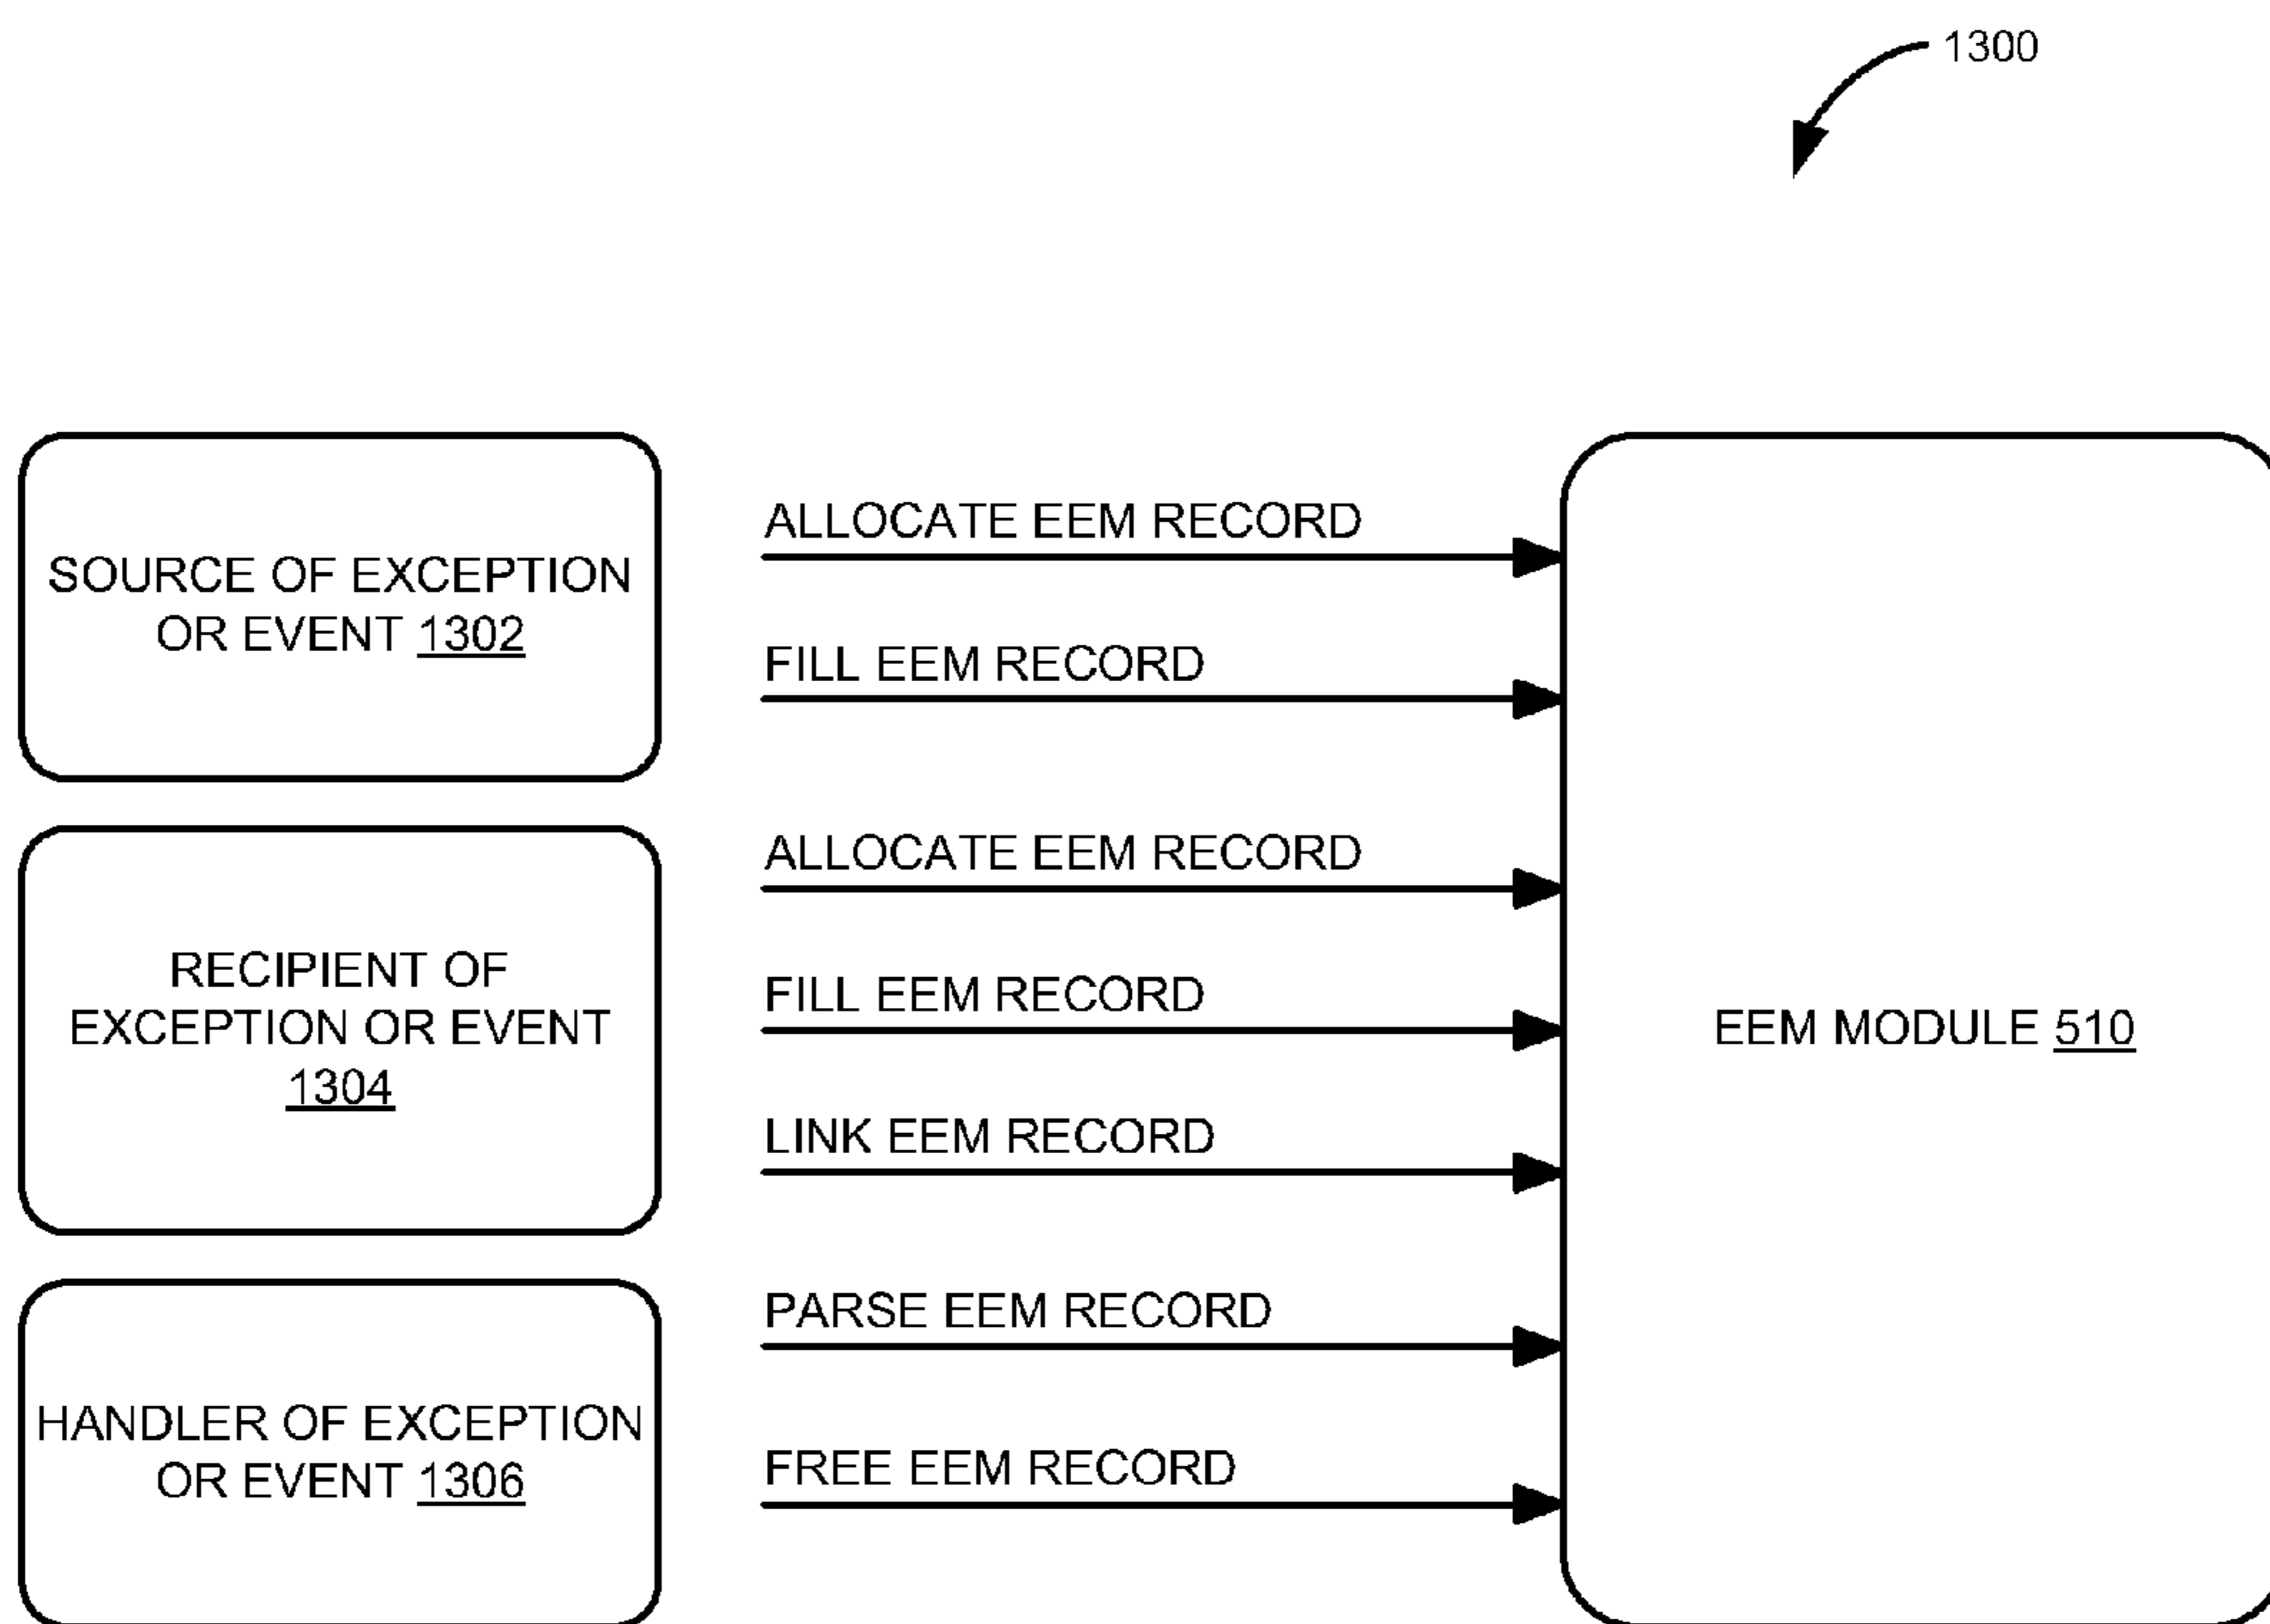 1300
SOURCE OF EXCEPTION
OR EVENT 1302
ALLOCATE EEM RECORD
FILL EEM RECORD
RECIPIENT OF
EXCEPTION OR EVENT
1304
ALLOCATE EEM RECORD
FILL EEM RECORD
LINK EEM RECORD
HANDLER OF EXCEPTION
OR EVENT 1306
PARSE EEM RECORD
FREE EEM RECORD
EEM MODULE 510